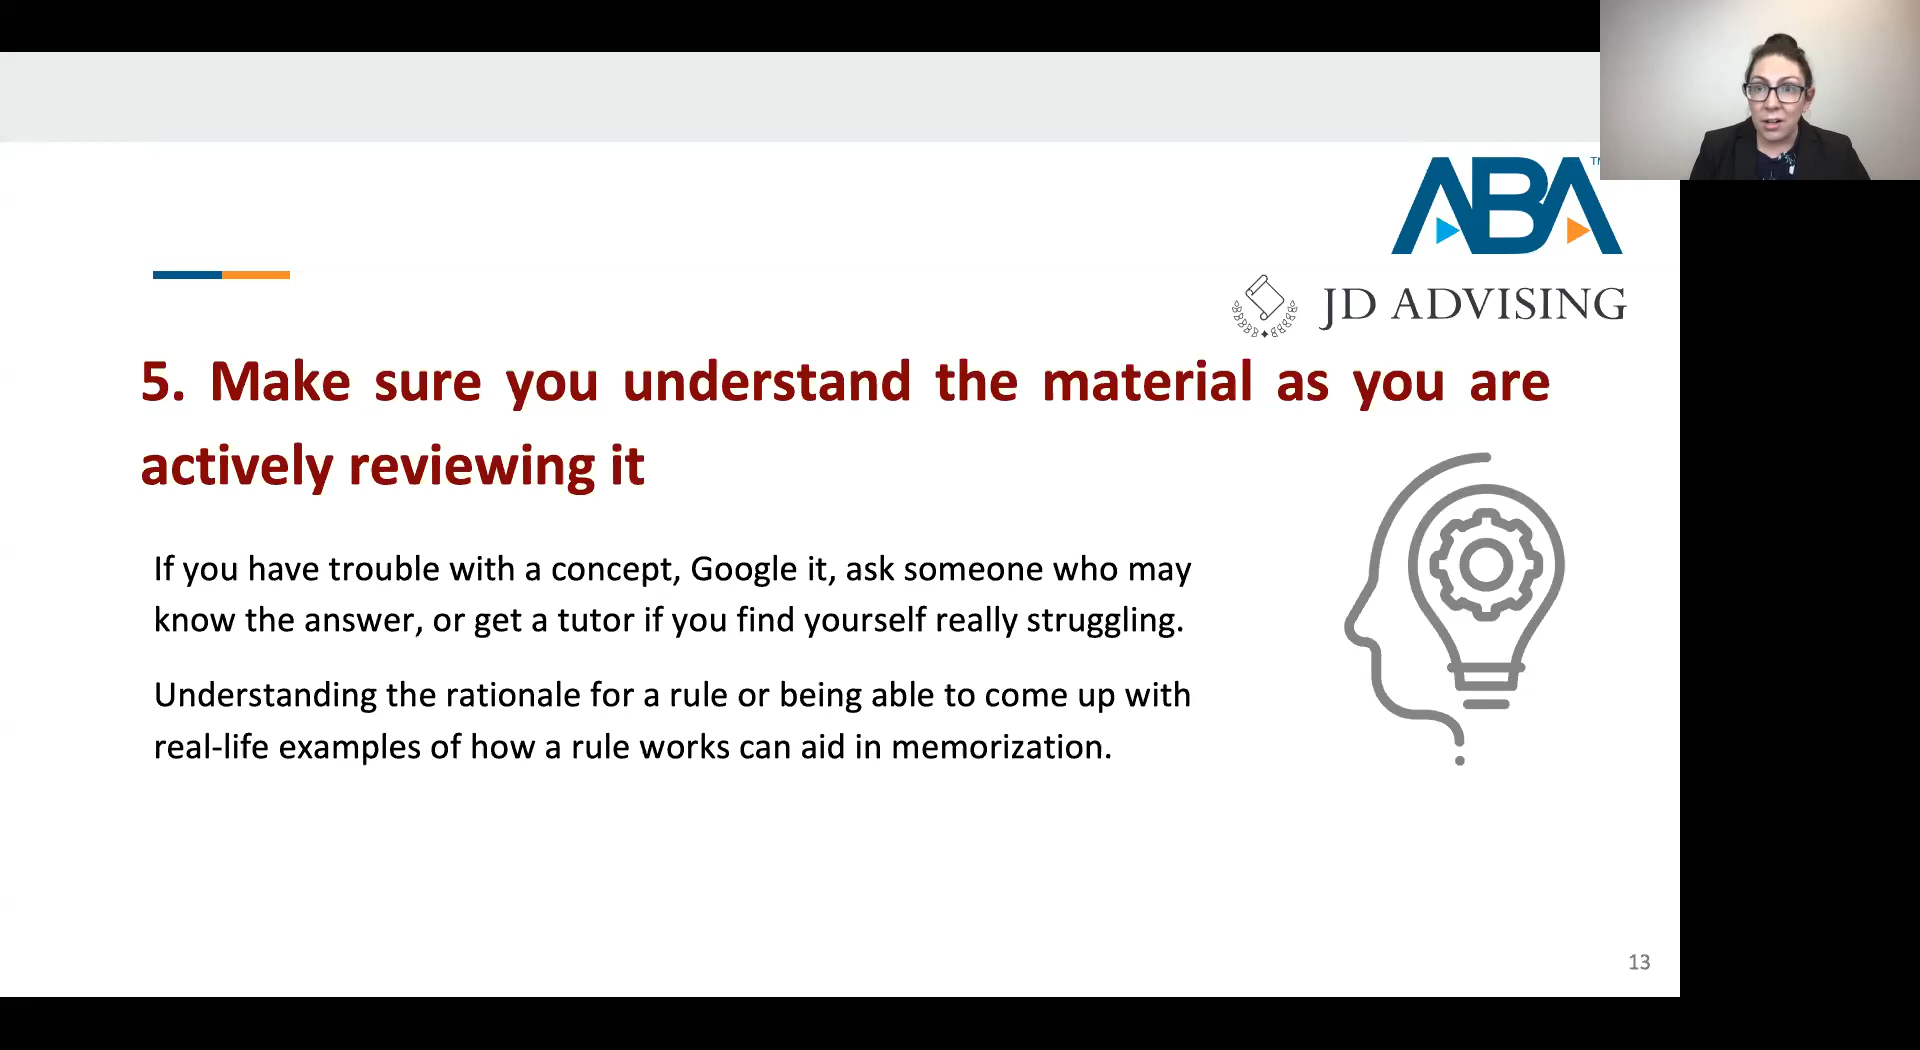 ABA
JD ADVISING
5. Make sure you understand the material as you are
actively reviewing it
If you have trouble with a concept, Google it, ask someone who may
know the answer, or get a tutor if you find yourself really struggling.
Understanding the rationale for a rule or being able to come up with
real-life examples of how a rule works can aid in memorization.
13